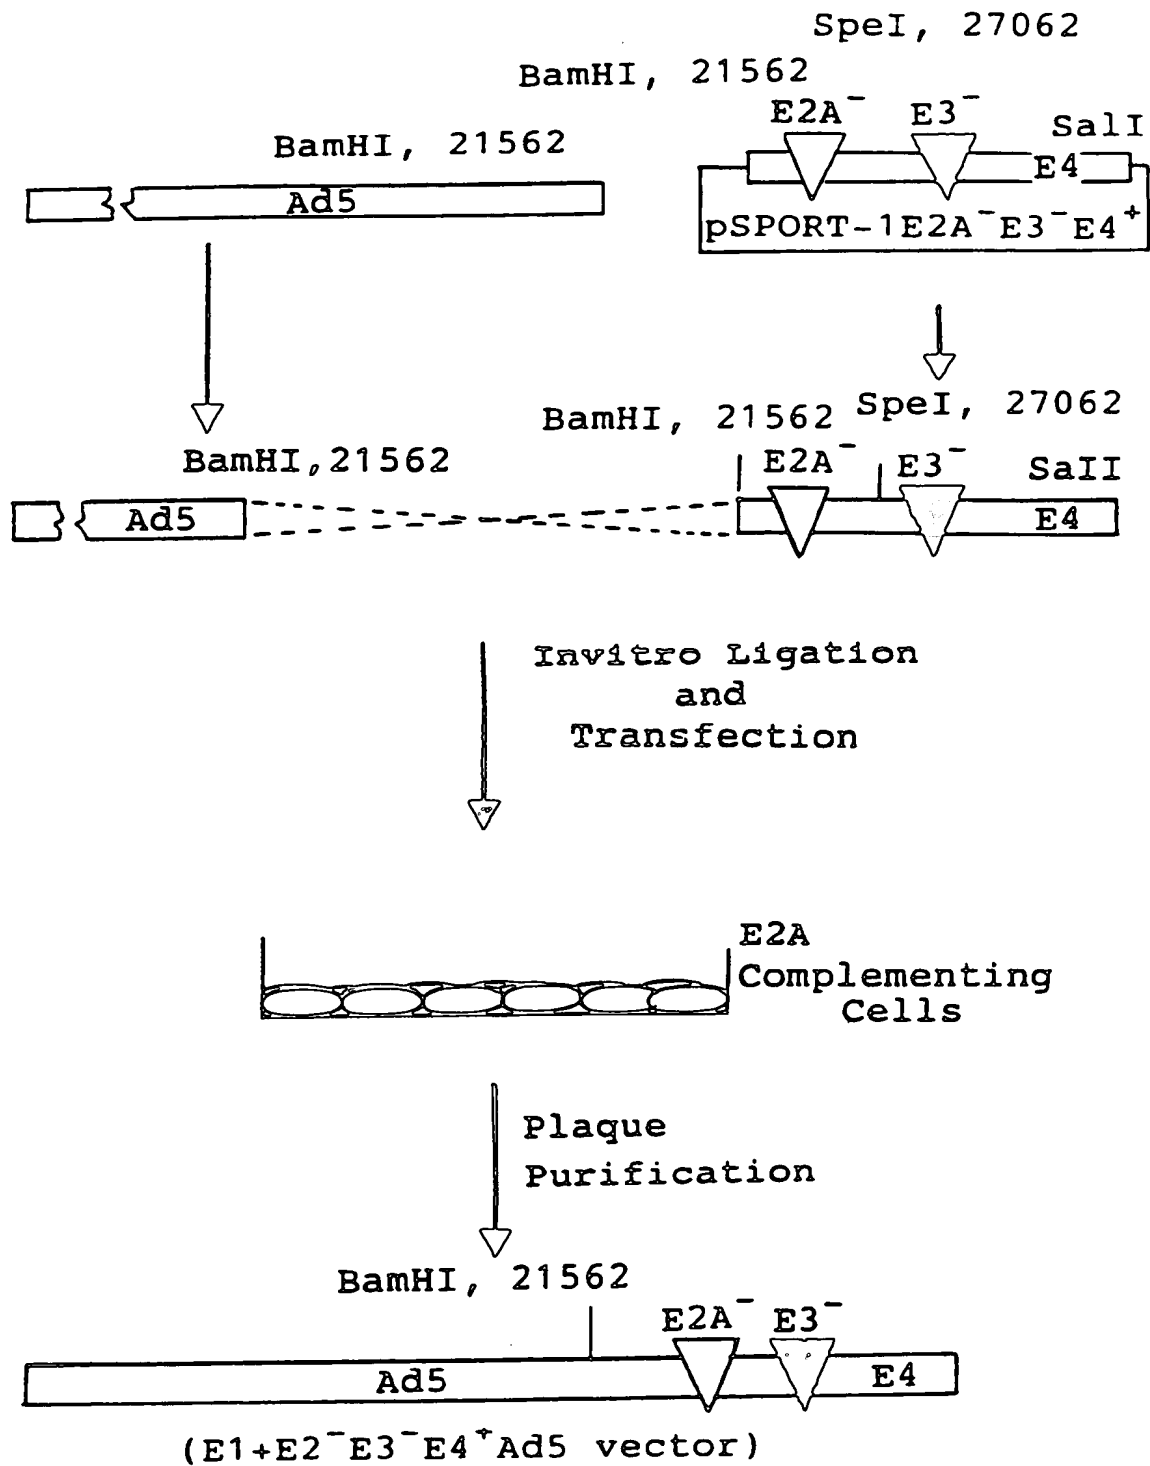 SpeI, 27062
BamHI, 21562
E2A⁻ E3⁻
SalI
BamHI, 21562
E4
Ad5
pSPORT-1E2A⁻E3⁻E4⁺
BamHI, 21562 SpeI, 27062
BamHI,21562
E2A⁻ E3⁻ SaII
Ad5
E4
Invitro Ligation
and
Transfection
E2A
Complementing
Cells
Plaque
Purification
BamHI, 21562
E2A⁻ E3⁻
Ad5
E4
(E1+E2⁻E3⁻E4⁺Ad5 vector)